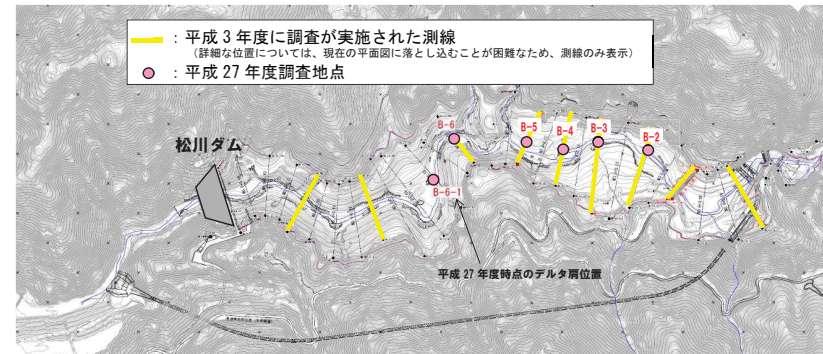 ：平成 3 年度に調査が実施された測線
（詳細な位置については、現在の平面図に落とし込むことが困難なため、測線のみ表示）
：平成 27 年度調査地点
松川ダム
B-6
B-5
B-4
B-3
B-2
B-6-1
平成 27 年度時点のデルタ肩位置